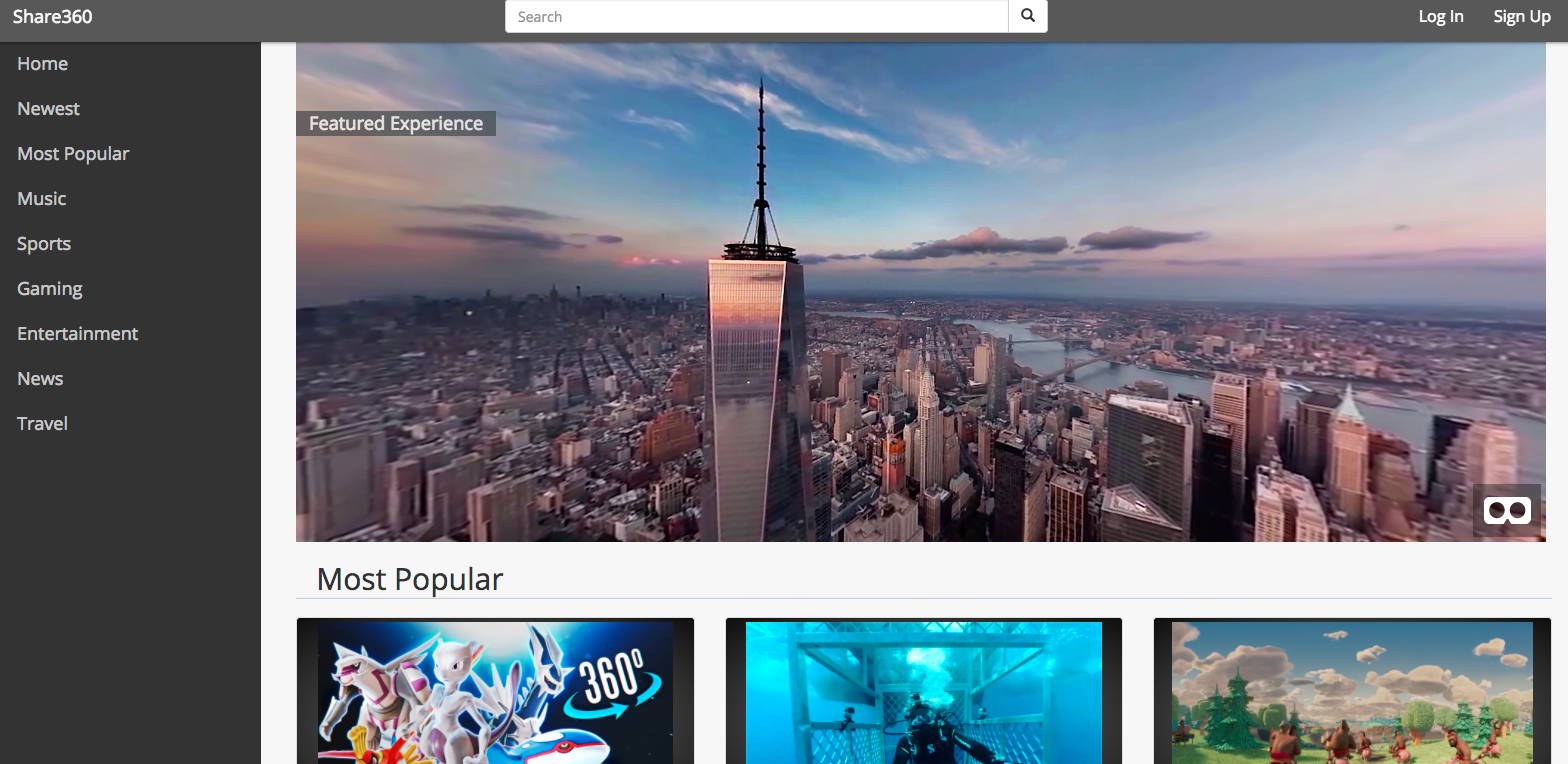 Share360
Search
Log In
Sign Up
Home
Newest
Most Popular
Music
Sports
Gaming
Entertainment
News
Travel
Featured Experience
Most Popular
360°